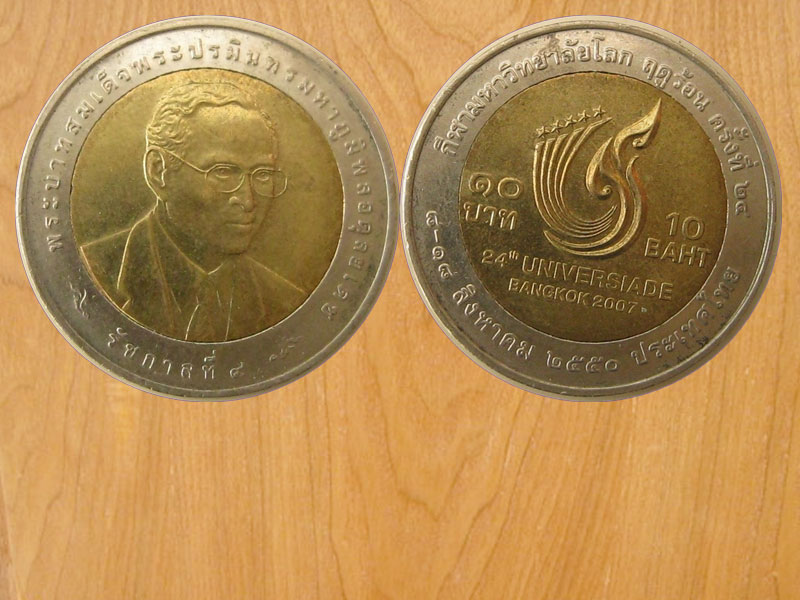 พระบาทสมเด็จพระปรมินทรมหาภูมิพลอดุลยเดช
รัชกาลที่ ๙
กีฬามหาวิทยาลัยโลก ฤดูร้อน ครั้งที่ ๒๔
๑๐
บาท
10
BAHT
24th UNIVERSIADE
BANGKOK 2007
๘-๑๘ สิงหาคม ๒๕๕๐ ประเทศไทย